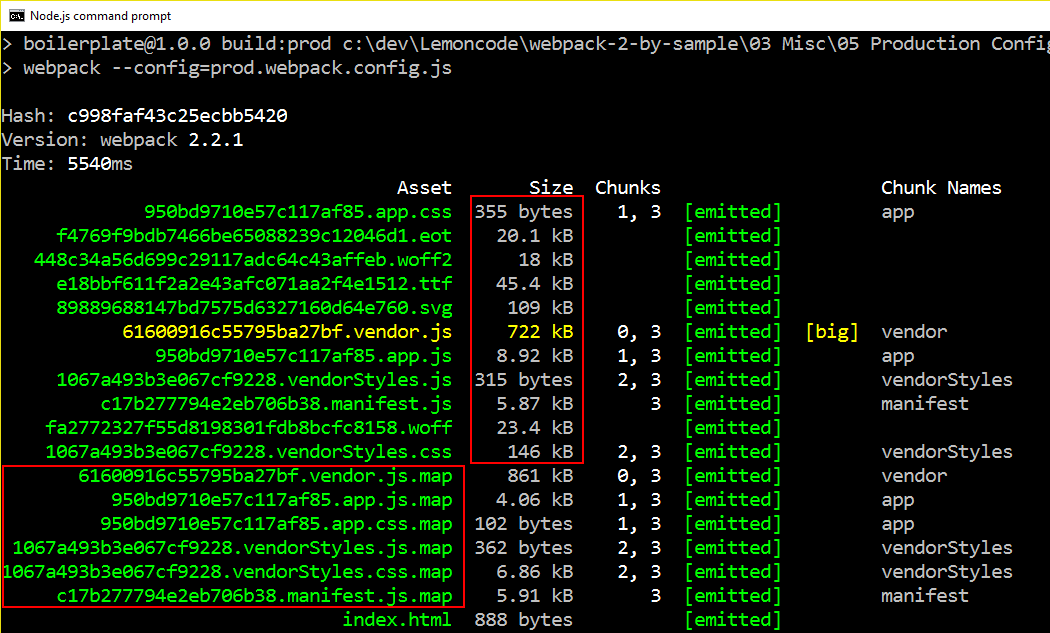 Node.js command prompt
> boilerplate@1.0.0 build:prod c:\dev\Lemoncode\webpack-2-by-sample\03 Misc\05 Production Config
> webpack --config=prod.webpack.config.js
Hash: c998faf43c25ecbb5420
Version: webpack 2.2.1
Time: 5540ms
Asset Size Chunks Chunk Names
950bd9710e57c117af85.app.css 355 bytes 1, 3 [emitted] app
f4769f9bdb7466be65088239c12046d1.eot 20.1 kB [emitted]
448c34a56d699c29117adc64c43affeb.woff2 18 kB [emitted]
e18bbf611f2a2e43afc071aa2f4e1512.ttf 45.4 kB [emitted]
89889688147bd7575d6327160d64e760.svg 109 kB [emitted]
61600916c55795ba27bf.vendor.js 722 kB 0, 3 [emitted] [big] vendor
950bd9710e57c117af85.app.js 8.92 kB 1, 3 [emitted] app
1067a493b3e067cf9228.vendorStyles.js 315 bytes 2, 3 [emitted] vendorStyles
c17b277794e2eb706b38.manifest.js 5.87 kB 3 [emitted] manifest
fa2772327f55d8198301fdb8bcfc8158.woff 23.4 kB [emitted]
1067a493b3e067cf9228.vendorStyles.css 146 kB 2, 3 [emitted] vendorStyles
61600916c55795ba27bf.vendor.js.map 861 kB 0, 3 [emitted] vendor
950bd9710e57c117af85.app.js.map 4.06 kB 1, 3 [emitted] app
950bd9710e57c117af85.app.css.map 102 bytes 1, 3 [emitted] app
1067a493b3e067cf9228.vendorStyles.js.map 362 bytes 2, 3 [emitted] vendorStyles
1067a493b3e067cf9228.vendorStyles.css.map 6.86 kB 2, 3 [emitted] vendorStyles
c17b277794e2eb706b38.manifest.js.map 5.91 kB 3 [emitted] manifest
index.html 888 bytes [emitted]